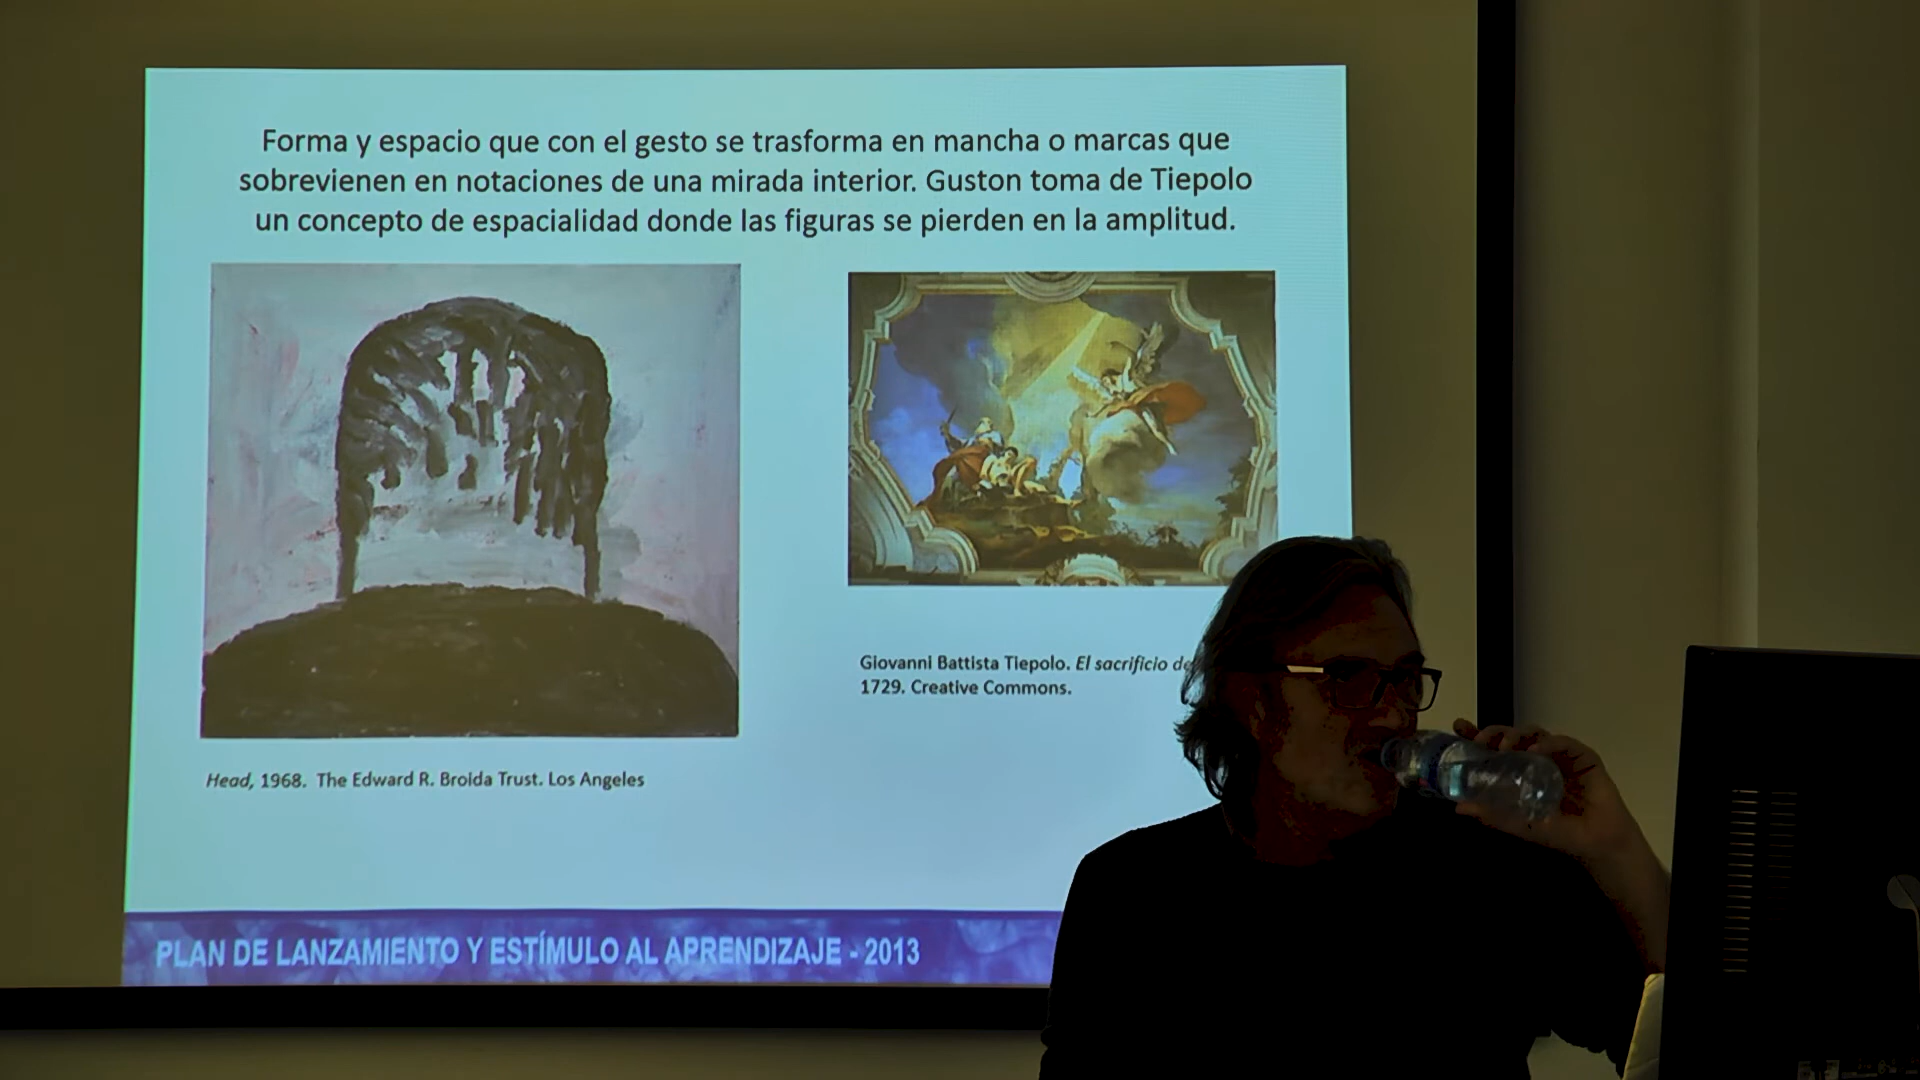 Forma y espacio que con el gesto se trasforma en mancha o marcas que
sobrevienen en notaciones de una mirada interior. Guston toma de Tiepolo
un concepto de espacialidad donde las figuras se pierden en la amplitud.
Giovanni Battista Tiepolo. El sacrificio de
1729. Creative Commons.
Head, 1968. The Edward R. Broida Trust. Los Angeles
PLAN DE LANZAMIENTO Y ESTÍMULO AL APRENDIZAJE - 2013